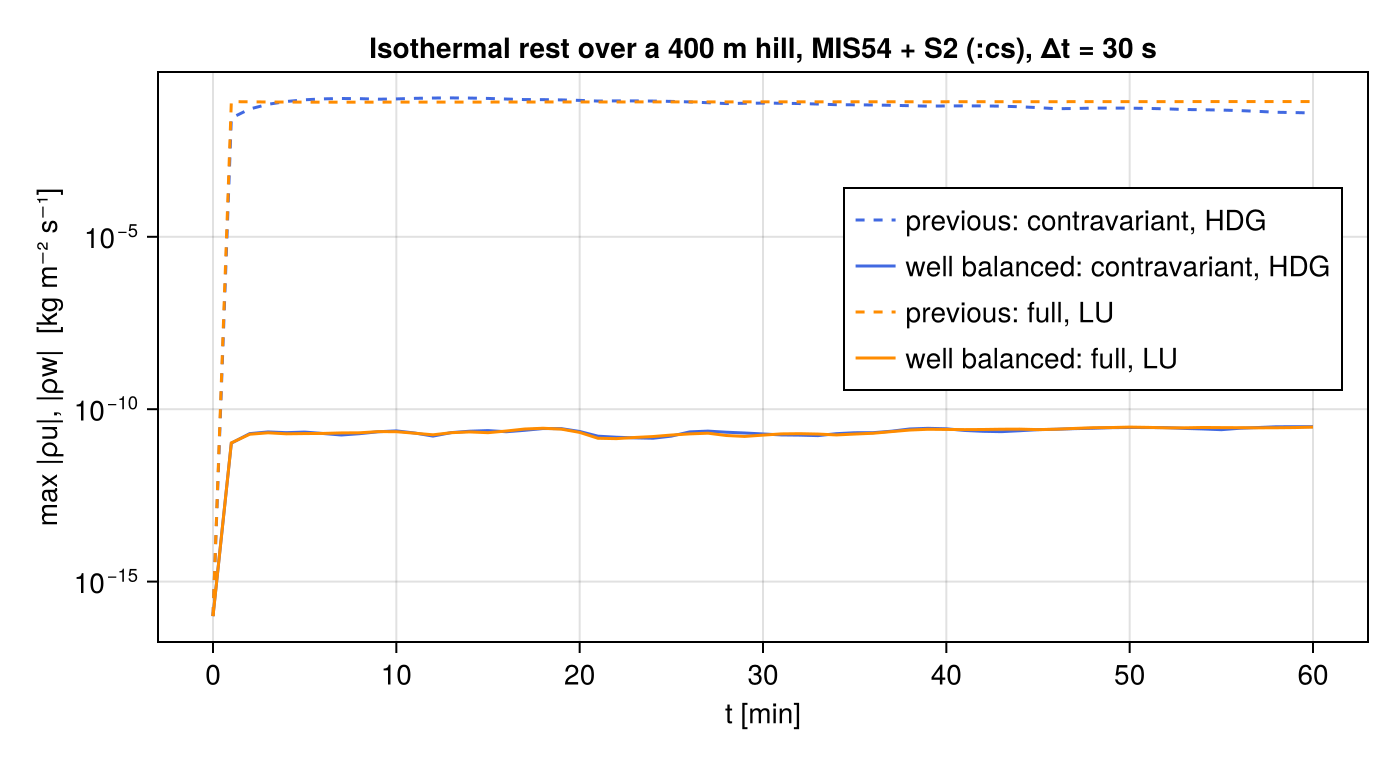 Isothermal rest over a 400 m hill, MIS54 + S2 (:cs), Δt = 30 s
max |ρu|, |ρw| [kg m⁻² s⁻¹]
10⁻⁵
10⁻¹⁰
10⁻¹⁵
previous: contravariant, HDG
well balanced: contravariant, HDG
previous: full, LU
well balanced: full, LU
0 10 20 30 40 50 60
t [min]